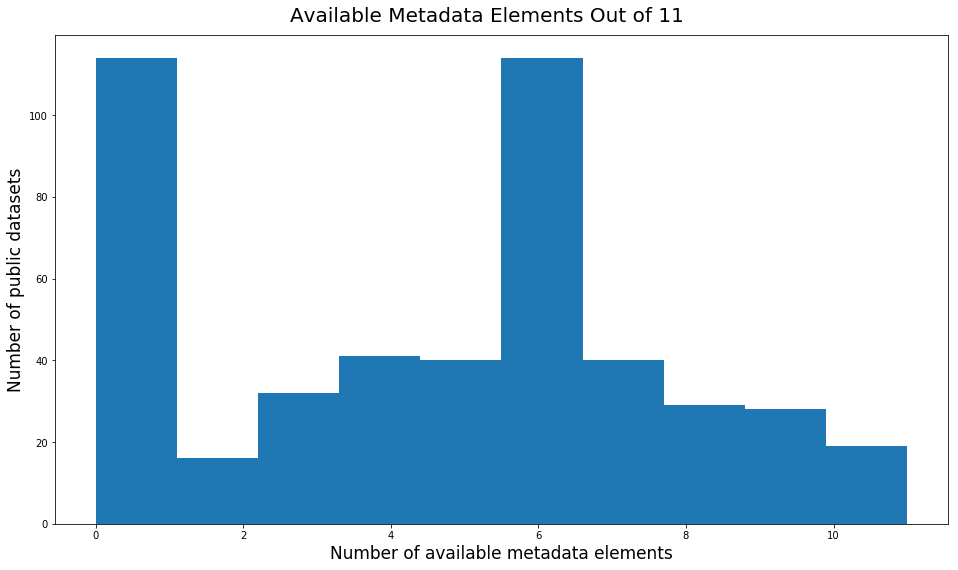 Available Metadata Elements Out of 11
Number of public datasets
100
80
60
40
20
0
0 2 4 6 8 10
Number of available metadata elements